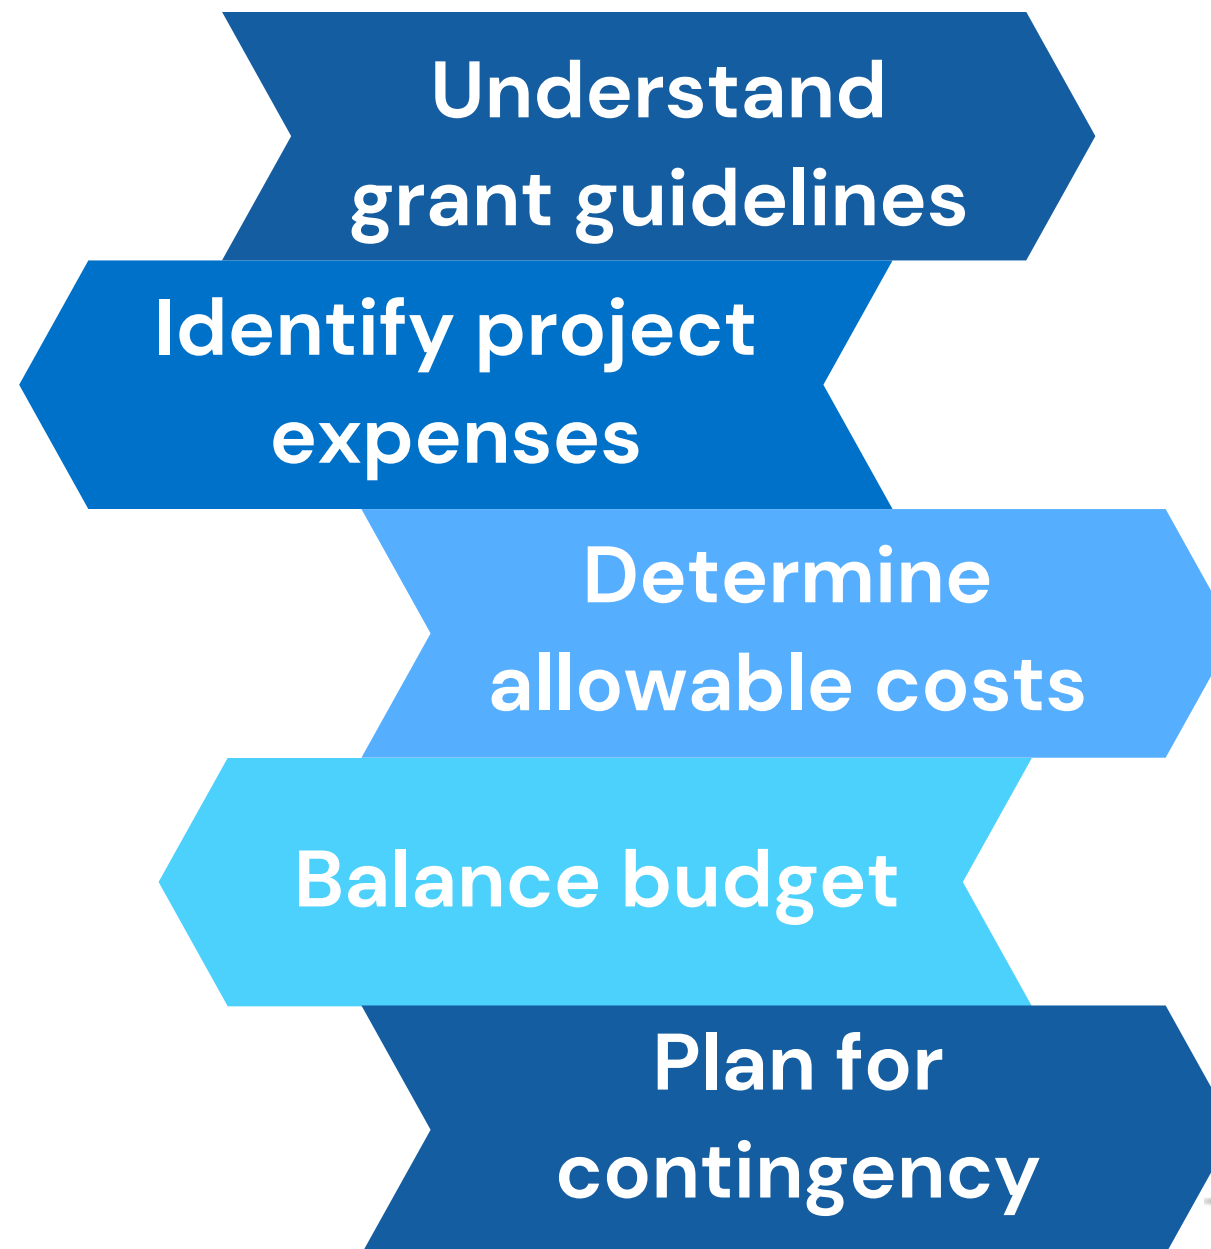 Understand
grant guidelines
Identify project
expenses
Determine
allowable costs
Balance budget
Plan for
contingency